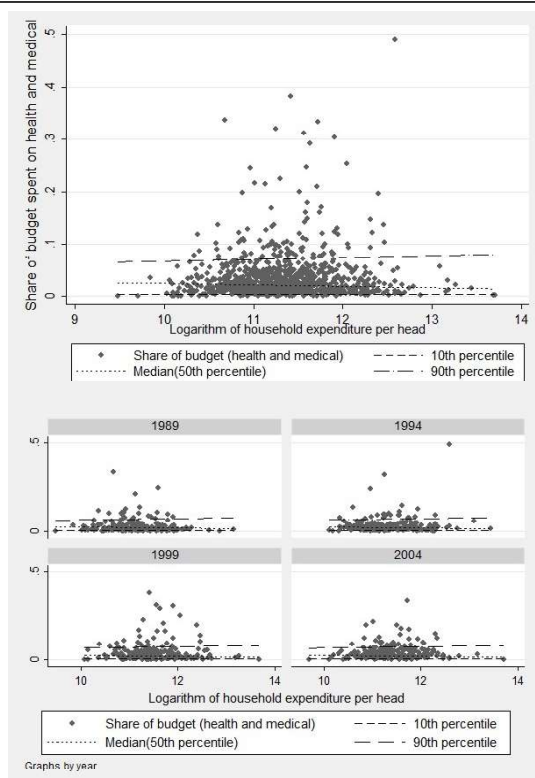 Share of budget spent on health and medical
.5
.4
.3
.2
.1
0
9 10 11 12 13 14
Logarithm of household expenditure per head
Share of budget (health and medical) 10th percentile
Median(50th percentile) 90th percentile
1989 1994
.5
0
1999 2004
.5
0
10 12 14 10 12 14
Logarithm of household expenditure per head
Share of budget (health and medical) 10th percentile
Median(50th percentile) 90th percentile
Graphs by year